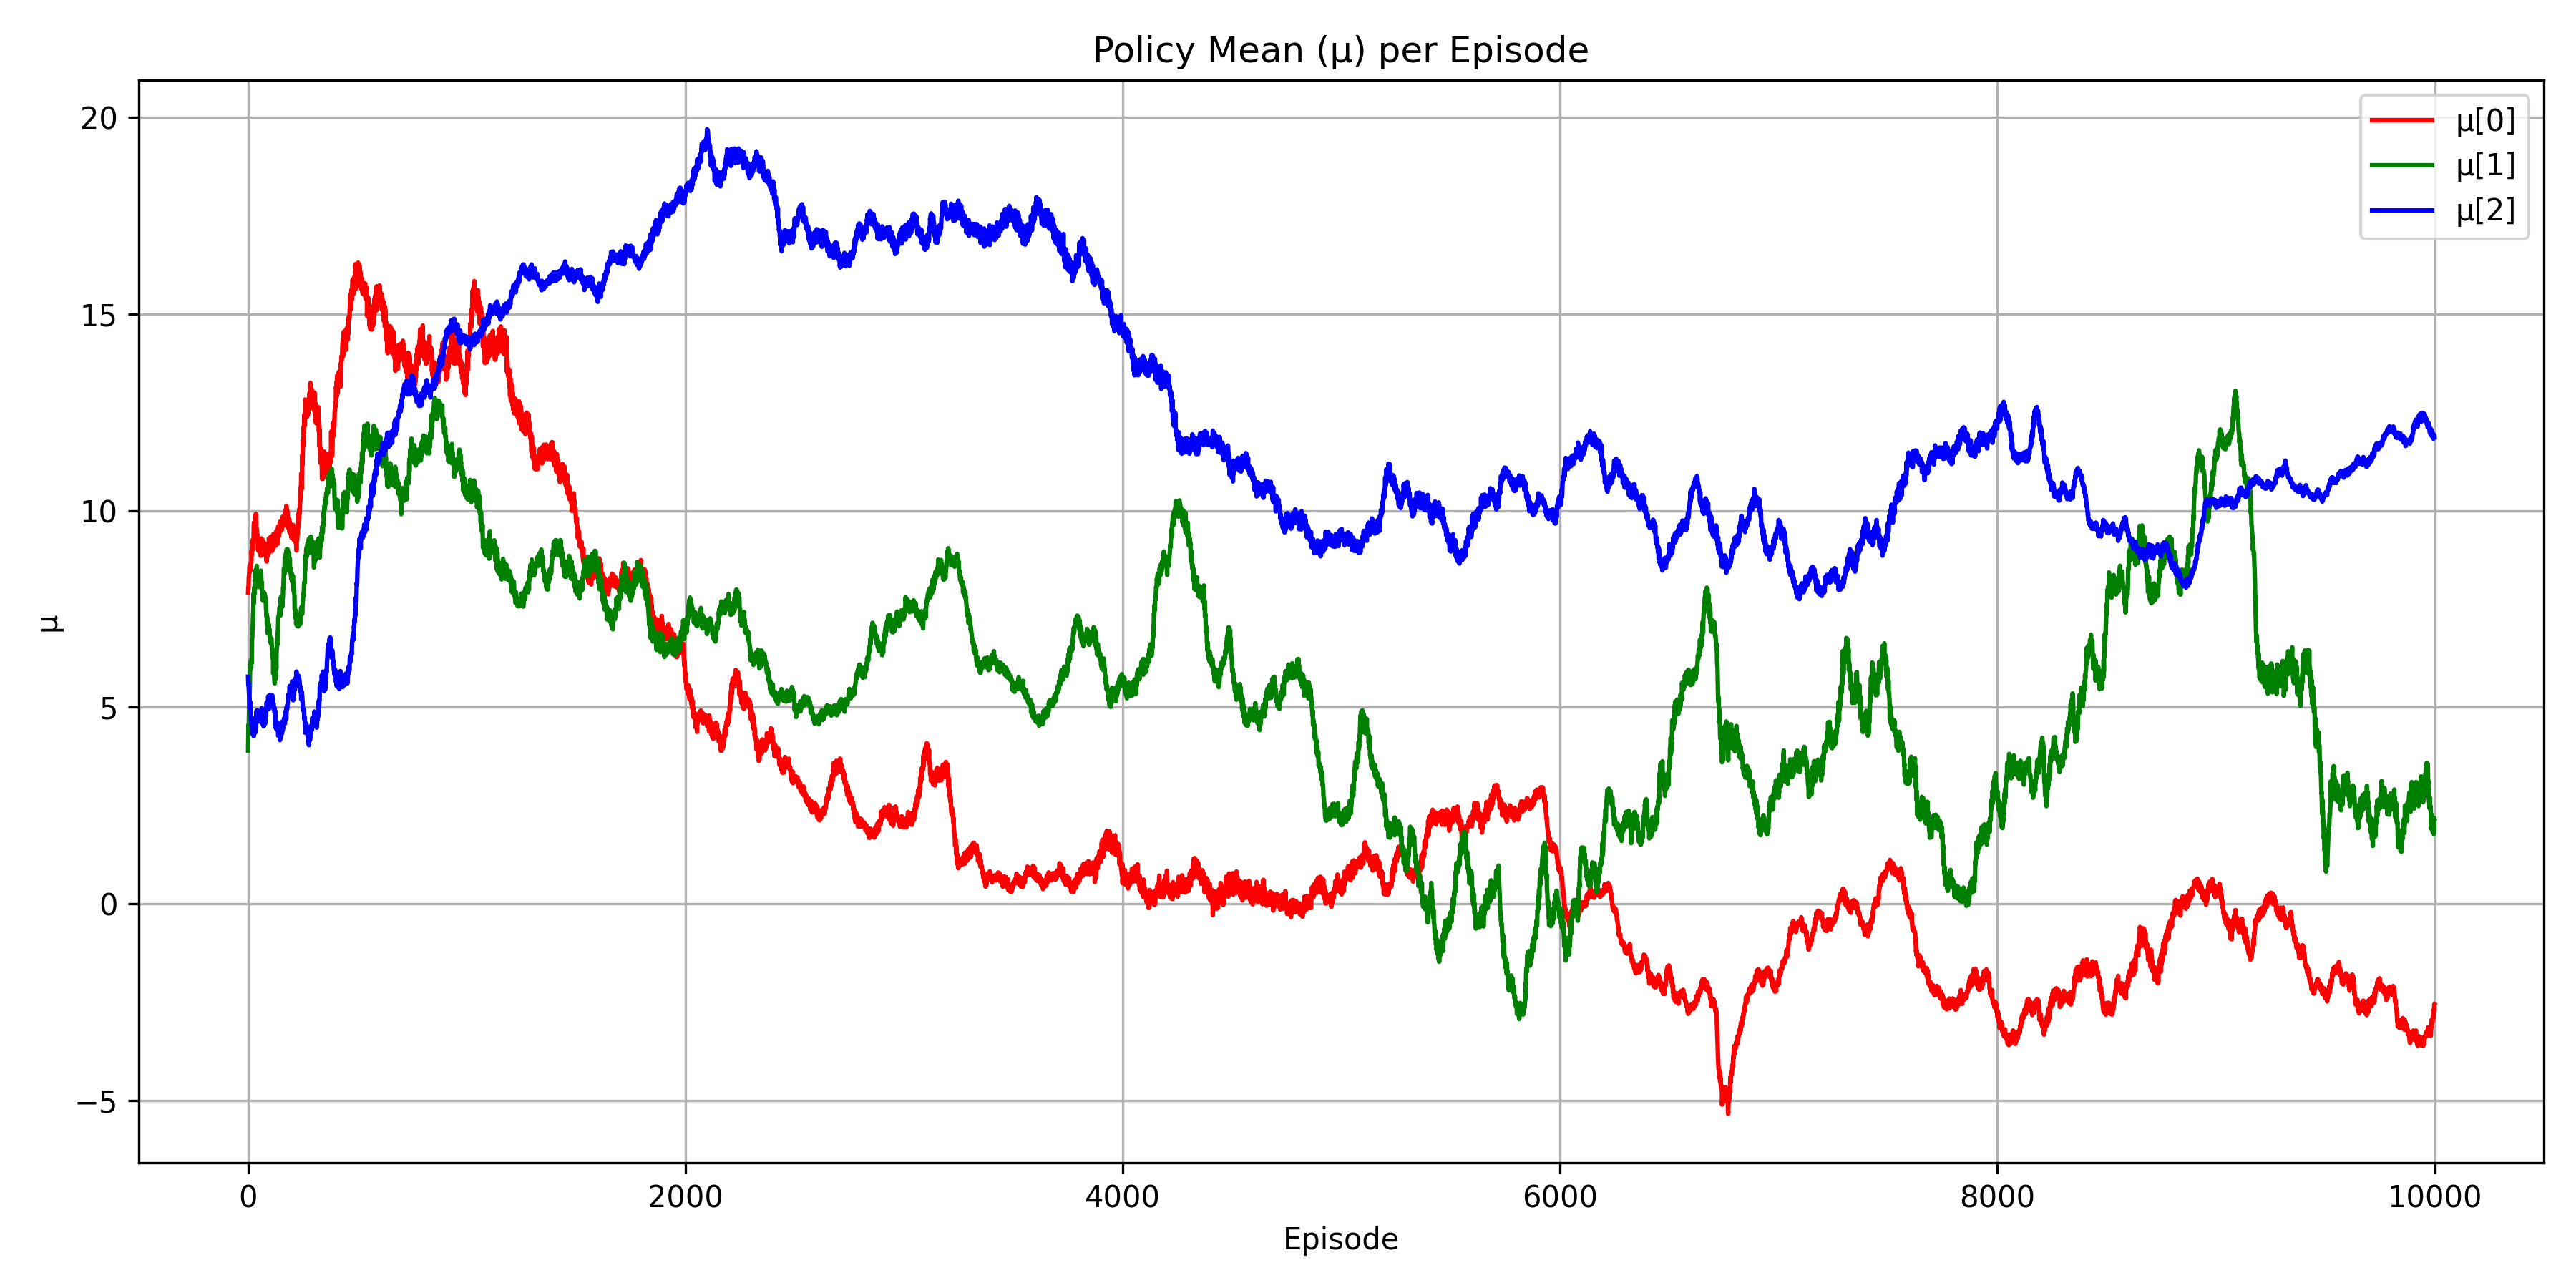 Policy Mean (μ) per Episode
20
15
10
5
0
−5
μ
μ[0]
μ[1]
μ[2]
0 2000 4000 6000 8000 10000
Episode